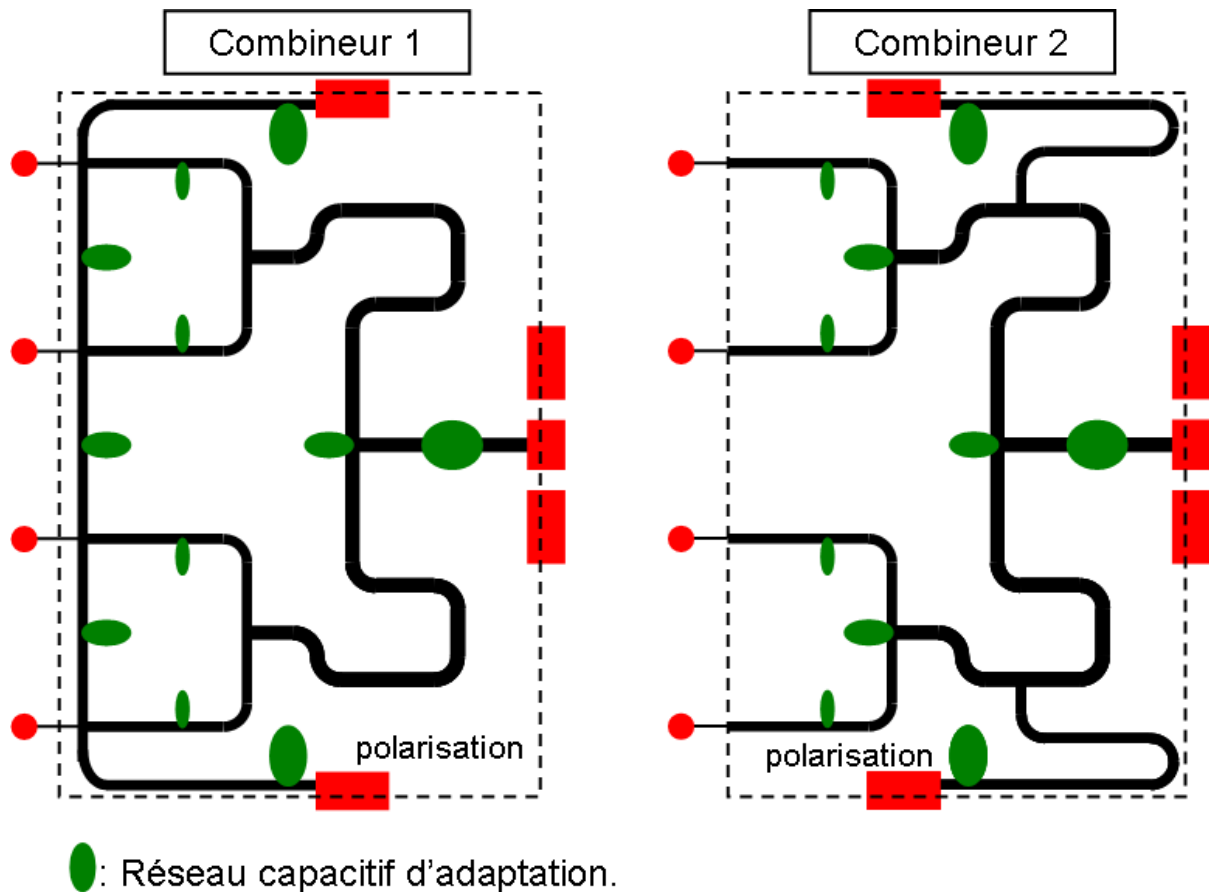 Combineur 1
Combineur 2
polarisation
polarisation
: Réseau capacitif d'adaptation.